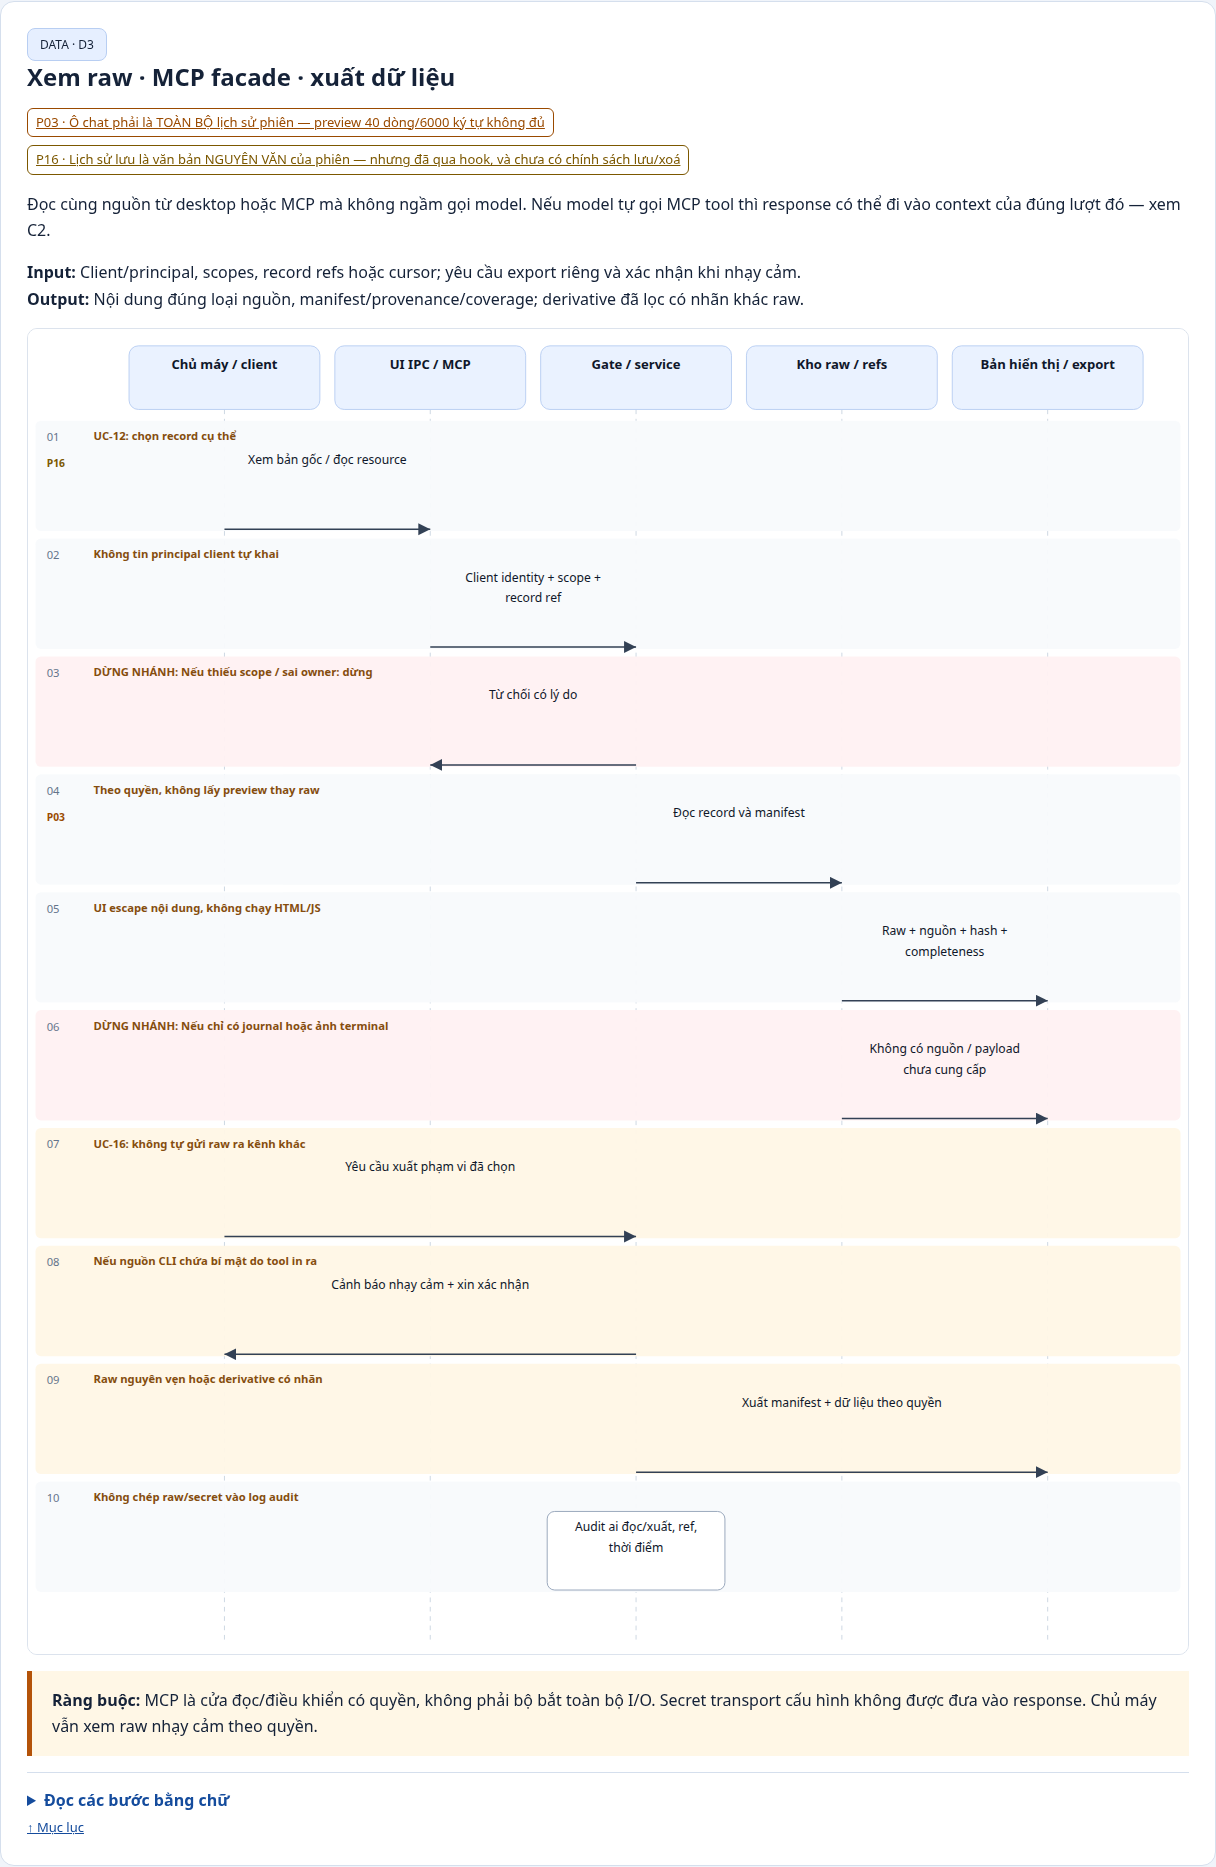 DATA · D3
Xem raw · MCP facade · xuất dữ liệu
P03 · Ô chat phải là TOÀN BỘ lịch sử phiên — preview 40 dòng/6000 ký tự không đủ
P16 · Lịch sử lưu là văn bản NGUYÊN VĂN của phiên — nhưng đã qua hook, và chưa có chính sách lưu/xoá
Đọc cùng nguồn từ desktop hoặc MCP mà không ngầm gọi model. Nếu model tự gọi MCP tool thì response có thể đi vào context của đúng lượt đó — xem
C2.
Input: Client/principal, scopes, record refs hoặc cursor; yêu cầu export riêng và xác nhận khi nhạy cảm.
Output: Nội dung đúng loại nguồn, manifest/provenance/coverage; derivative đã lọc có nhãn khác raw.
Chủ máy / client
UI IPC / MCP
Gate / service
Kho raw / refs
Bản hiển thị / export
01
UC-12: chọn record cụ thể
P16
Xem bản gốc / đọc resource
02
Không tin principal client tự khai
Client identity + scope +
record ref
03
DỪNG NHÁNH: Nếu thiếu scope / sai owner: dừng
Từ chối có lý do
04
Theo quyền, không lấy preview thay raw
P03
Đọc record và manifest
05
UI escape nội dung, không chạy HTML/JS
Raw + nguồn + hash +
completeness
06
DỪNG NHÁNH: Nếu chỉ có journal hoặc ảnh terminal
Không có nguồn / payload
chưa cung cấp
07
UC-16: không tự gửi raw ra kênh khác
Yêu cầu xuất phạm vi đã chọn
08
Nếu nguồn CLI chứa bí mật do tool in ra
Cảnh báo nhạy cảm + xin xác nhận
09
Raw nguyên vẹn hoặc derivative có nhãn
Xuất manifest + dữ liệu theo quyền
10
Không chép raw/secret vào log audit
Audit ai đọc/xuất, ref,
thời điểm
Ràng buộc: MCP là cửa đọc/điều khiển có quyền, không phải bộ bắt toàn bộ I/O. Secret transport cấu hình không được đưa vào response. Chủ máy
vẫn xem raw nhạy cảm theo quyền.
Đọc các bước bằng chữ
↑ Mục lục